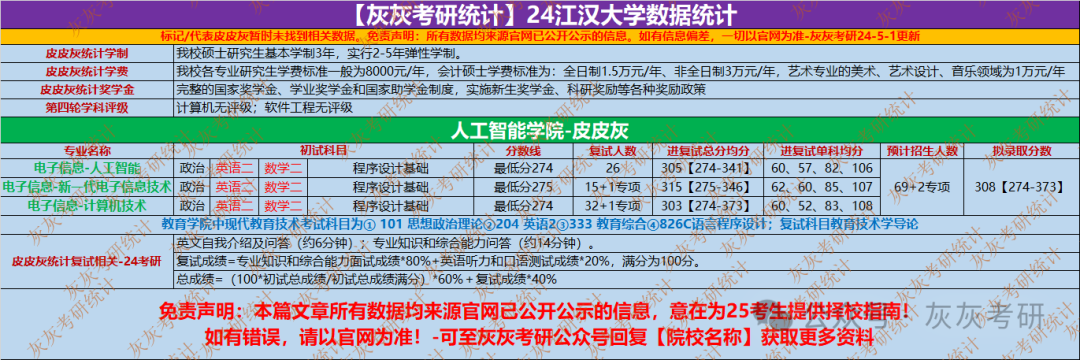 【灰灰考研统计】24江汉大学数据统计
标记/代表皮皮灰暂时未找到相关数据。免责声明：所有数据均来源官网已公开公示的信息。如有信息偏差，一切以官网为准-灰灰考研24-5-1更新
皮皮灰统计学制 我校硕士研究生基本学制3年，实行2-5年弹性学制。
皮皮灰统计学费 我校各专业研究生学费标准一般为8000元/年，会计硕士学费标准为：全日制1.5万元/年、非全日制3万元/年，艺术专业的美术、艺术设计、音乐领域为1万元/年
皮皮灰统计奖学金 完整的国家奖学金、学业奖学金和国家助学金制度，实施新生奖学金、科研奖励等各种奖励政策
第四轮学科评级 计算机无评级；软件工程无评级
人工智能学院-皮皮灰
专业名称 初试科目 分数线 复试人数 进复试总分均分 进复试单科均分 预计招生人数 拟录取分数
电子信息-人工智能 政治 英语二 数学二 程序设计基础 最低分274 26 305【274-341】 60、57、82、106
电子信息-新一代电子信息技术 政治 英语二 数学二 程序设计基础 最低分275 15+1专项 315【275-346】 62、60、85、107 69+2专项 308【274-373】
电子信息-计算机技术 政治 英语二 数学二 程序设计基础 最低分274 32+1专项 303【274-373】 60、52、83、108
教育学院中现代教育技术考试科目为① 101 思想政治理论②204 英语2③333 教育综合④826C语言程序设计；复试科目教育技术学导论
皮皮灰统计复试相关-24考研
英文自我介绍及问答（约6分钟）；专业知识和综合能力问答（约14分钟）。
复试成绩=专业知识和综合能力面试成绩*80%+英语听力和口语测试成绩*20%，满分为100分。
总成绩=（100*初试总成绩/初试总成绩满分）*60%+复试成绩*40%
免责声明：本篇文章所有数据均来源官网已公开公示的信息，意在为25考生提供择校指南！
如有错误，请以官网为准！-可至灰灰考研公众号回复【院校名称】获取更多资料
公众号 灰灰考研